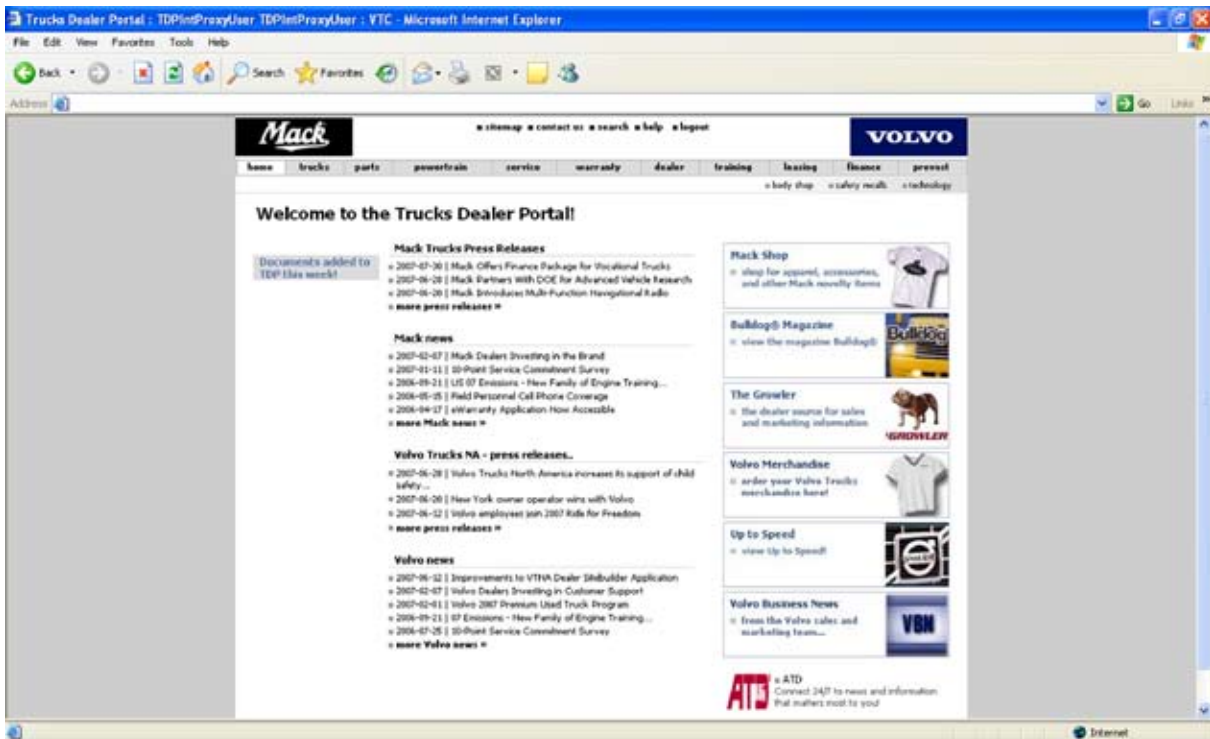 Trucks Dealer Portal : TDPIntProxyUser TDPIntProxyUser : VTC - Microsoft Internet Explorer
File Edit View Favorites Tools Help
Back Search Favorites
Address Go Links »
Mack
sitemap contact us search help logout
VOLVO
home trucks parts powertrain service warranty dealer training leasing finance prevost
body shop safety recalls technology
Welcome to the Trucks Dealer Portal!
Documents added to
TDP this week!
Mack Trucks Press Releases
2007-07-30 | Mack Offers Finance Package for Vocational Trucks
2007-06-28 | Mack Partners With DOE for Advanced Vehicle Research
2007-06-20 | Mack Introduces Multi-Function Navigational Radio
more press releases »
Mack news
2007-02-07 | Mack Dealers Investing in the Brand
2007-01-11 | 10-Point Service Commitment Survey
2006-09-21 | US 07 Emissions - New Family of Engine Training...
2006-05-15 | Field Personnel Cell Phone Coverage
2006-04-17 | eWarranty Application Now Accessible
more Mack news »
Volvo Trucks NA - press releases..
2007-06-28 | Volvo Trucks North America increases its support of child
safety...
2007-06-20 | New York owner operator wins with Volvo
2007-06-12 | Volvo employees join 2007 Ride for Freedom
more press releases »
Volvo news
2007-06-12 | Improvements to VTNA Dealer Sitebuilder Application
2007-02-07 | Volvo Dealers Investing in Customer Support
2007-02-01 | Volvo 2007 Premium Used Truck Program
2006-09-21 | 07 Emissions - New Family of Engine Training...
2006-07-25 | 10-Point Service Commitment Survey
more Volvo news »
Mack Shop
shop for apparel, accessories,
and other Mack novelty items
Bulldog® Magazine
view the magazine Bulldog®
Bulldog
The Growler
the dealer source for sales
and marketing information
GROWLER
Volvo Merchandise
order your Volvo Trucks
merchandise here!
Up to Speed
view Up to Speed!
Volvo Business News
from the Volvo sales and
marketing team...
VBN
ATD
ATD
Connect 24/7 to news and information
that matters most to you!
Internet